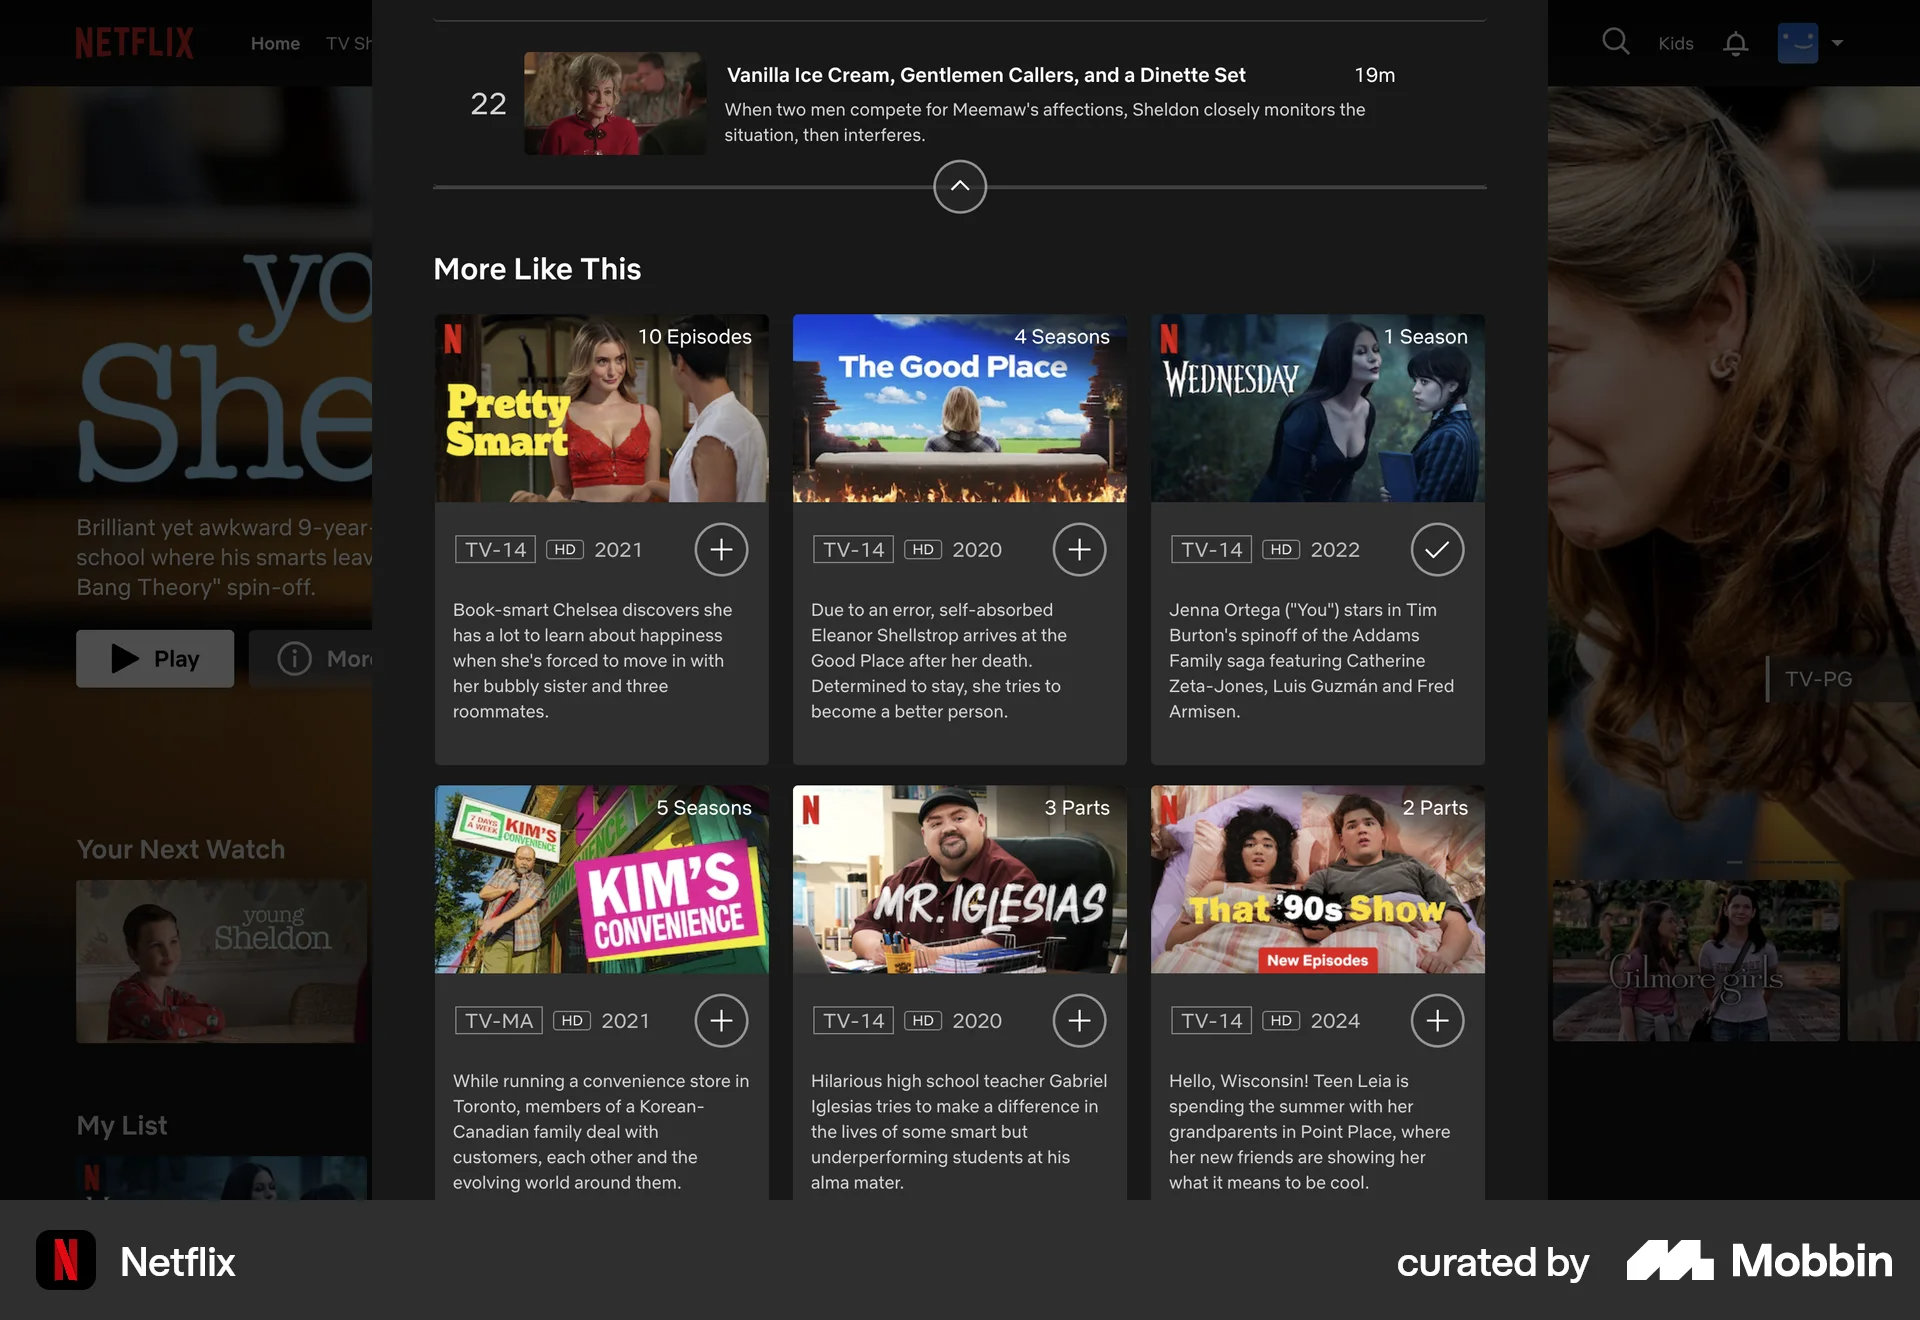 NETFLIX
Home
TV Sh
Kids
22
Vanilla Ice Cream, Gentlemen Callers, and a Dinette Set
19m
When two men compete for Meemaw's affections, Sheldon closely monitors the
situation, then interferes.
yo
She
Brilliant yet awkward 9-year-
school where his smarts leav
Bang Theory" spin-off.
Play
More
TV-PG
More Like This
N
10 Episodes
Pretty
Smart
TV-14
HD
2021
Book-smart Chelsea discovers she
has a lot to learn about happiness
when she's forced to move in with
her bubbly sister and three
roommates.
4 Seasons
The Good Place
TV-14
HD
2020
Due to an error, self-absorbed
Eleanor Shellstrop arrives at the
Good Place after her death.
Determined to stay, she tries to
become a better person.
N
1 Season
WEDNESDAY
TV-14
HD
2022
Jenna Ortega ("You") stars in Tim
Burton's spinoff of the Addams
Family saga featuring Catherine
Zeta-Jones, Luis Guzmán and Fred
Armisen.
5 Seasons
7 DAYS
A WEEK
KIM'S
CONVENIENCE
KIM'S
CONVENIENCE
TV-MA
HD
2021
While running a convenience store in
Toronto, members of a Korean-
Canadian family deal with
customers, each other and the
evolving world around them.
N
3 Parts
MR. IGLESIAS
TV-14
HD
2020
Hilarious high school teacher Gabriel
Iglesias tries to make a difference in
the lives of some smart but
underperforming students at his
alma mater.
N
2 Parts
That '90s Show
New Episodes
TV-14
HD
2024
Hello, Wisconsin! Teen Leia is
spending the summer with her
grandparents in Point Place, where
her new friends are showing her
what it means to be cool.
Your Next Watch
young
Sheldon
Gilmore girls
My List
N
N
Netflix
curated by
Mobbin